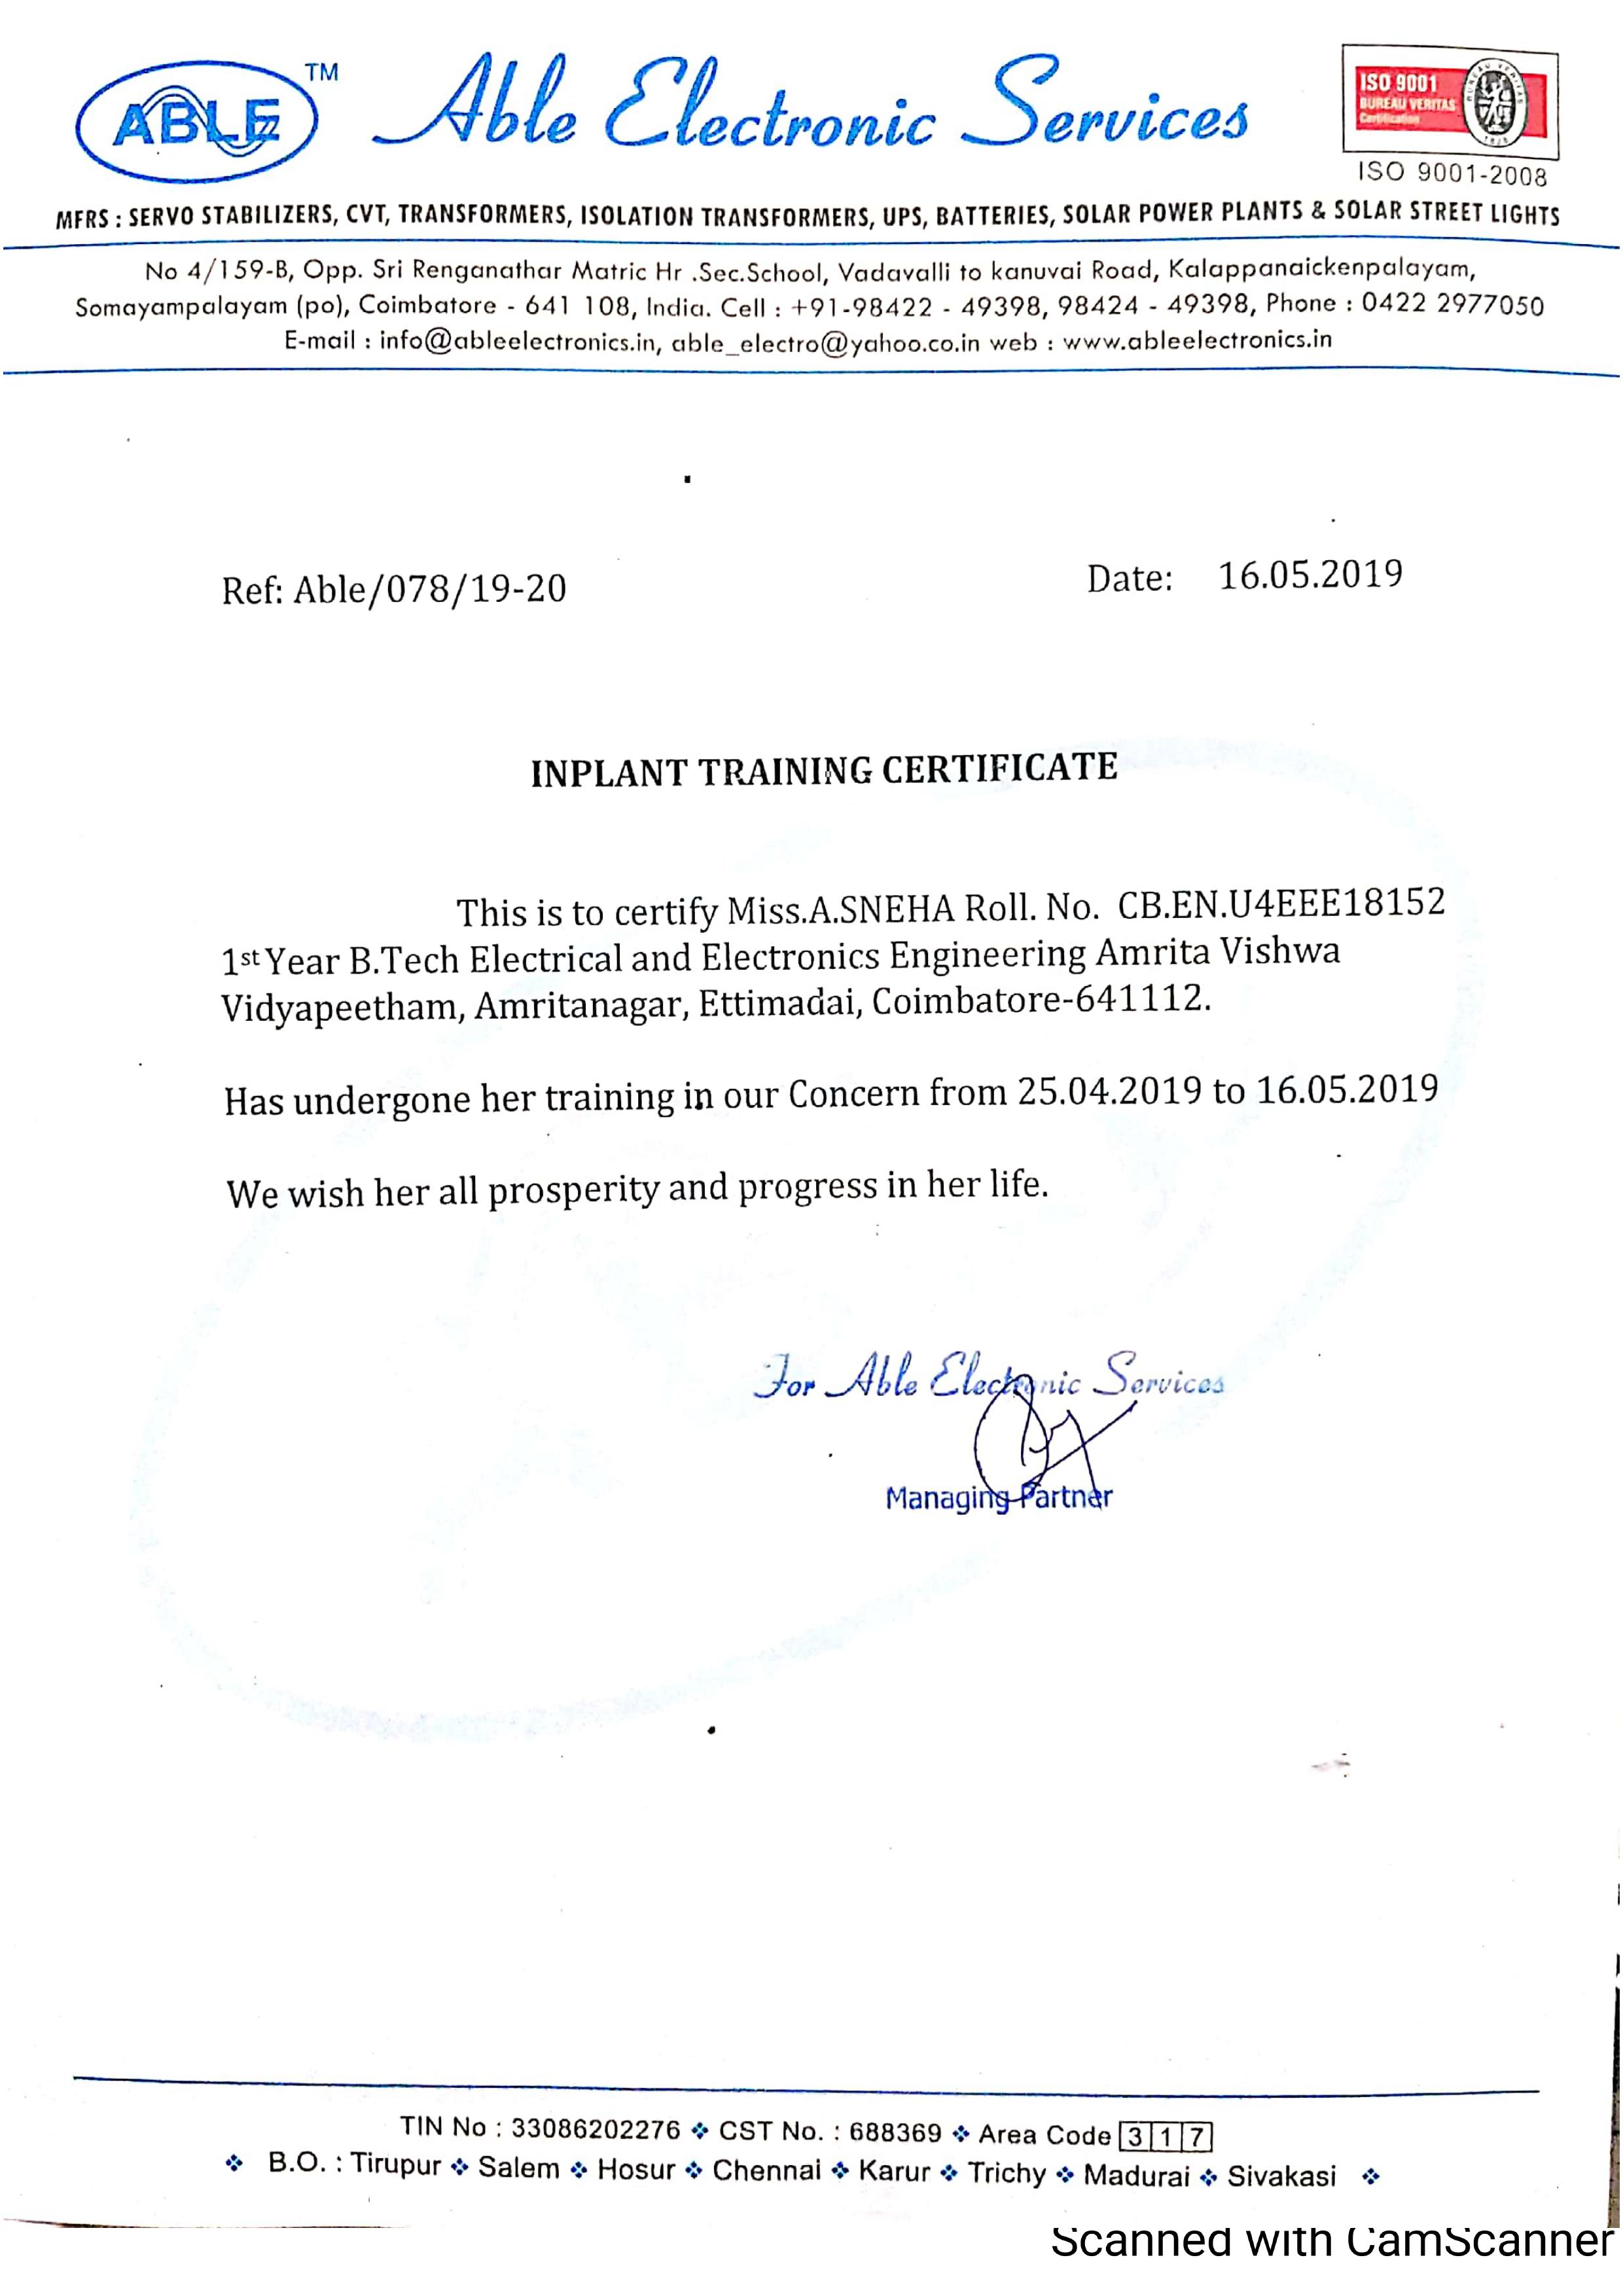 ABLE TM
Able Electronic Services
ISO 9001
BUREAU VERITAS
Certification
ISO 9001-2008
MFRS : SERVO STABILIZERS, CVT, TRANSFORMERS, ISOLATION TRANSFORMERS, UPS, BATTERIES, SOLAR POWER PLANTS & SOLAR STREET LIGHTS
No 4/159-B, Opp. Sri Renganathar Matric Hr .Sec.School, Vadavalli to kanuvai Road, Kalappanaickenpalayam,
Somayampalayam (po), Coimbatore - 641 108, India. Cell : +91-98422 - 49398, 98424 - 49398, Phone : 0422 2977050
E-mail : info@ableelectronics.in, able_electro@yahoo.co.in web : www.ableelectronics.in
Ref: Able/078/19-20 Date: 16.05.2019
INPLANT TRAINING CERTIFICATE
This is to certify Miss.A.SNEHA Roll. No. CB.EN.U4EEE18152
1st Year B.Tech Electrical and Electronics Engineering Amrita Vishwa
Vidyapeetham, Amritanagar, Ettimadai, Coimbatore-641112.
Has undergone her training in our Concern from 25.04.2019 to 16.05.2019
We wish her all prosperity and progress in her life.
For Able Electronic Services
Managing Partner
TIN No : 33086202276 ❖ CST No. : 688369 ❖ Area Code 3 1 7
❖ B.O. : Tirupur ❖ Salem ❖ Hosur ❖ Chennai ❖ Karur ❖ Trichy ❖ Madurai ❖ Sivakasi ❖
Scanned with CamScanner